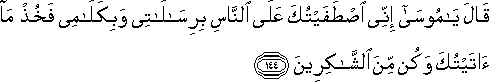 قَالَ يَـٰمُوسَىٰٓ إِنِّى ٱصْطَفَيْتُكَ عَلَى ٱلنَّاسِ بِرِسَـٰلَـٰتِى وَبِكَلَـٰمِى فَخُذْ مَآ
ءَاتَيْتُكَ وَكُن مِّنَ ٱلشَّـٰكِرِينَ ١٤٤